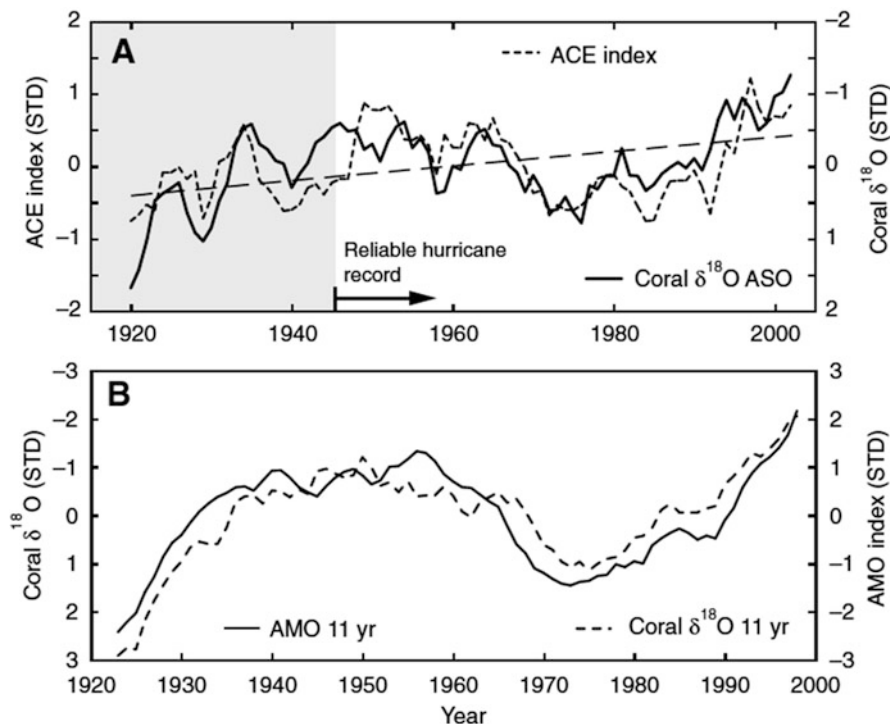 A
ACE index
2
1
0
−1
−2
ACE index (STD)
−2
−1
0
1
2
Coral δ¹⁸O (STD)
Reliable hurricane
record
Coral δ¹⁸O ASO
1920
1940
1960
1980
2000
B
−3
−2
−1
0
1
2
3
Coral δ¹⁸O (STD)
3
2
1
0
−1
−2
−3
AMO index (STD)
AMO 11 yr
Coral δ¹⁸O 11 yr
1920
1930
1940
1950
1960
1970
1980
1990
2000
Year